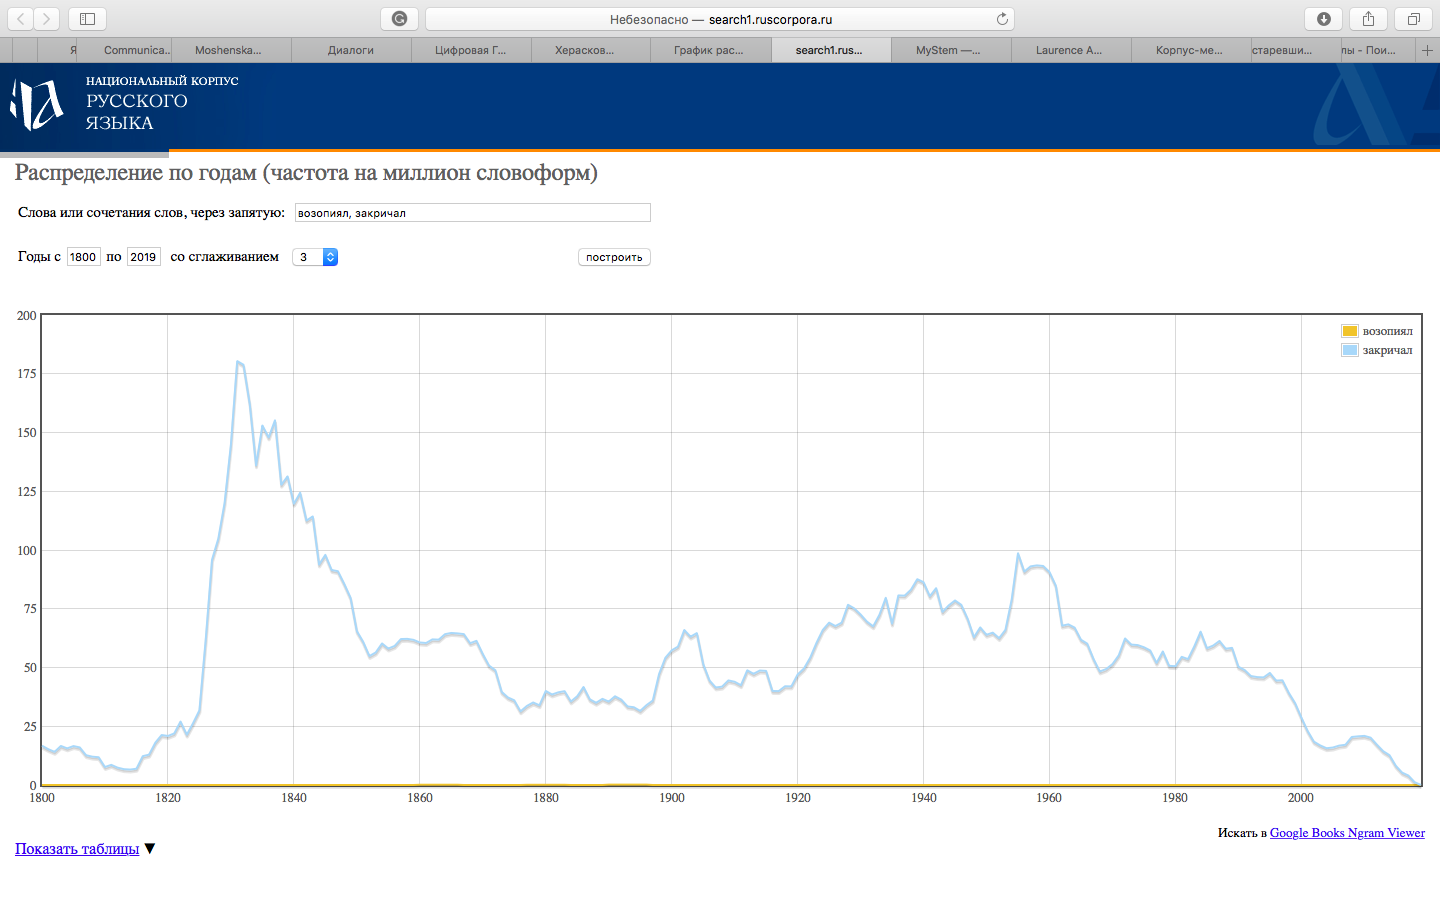 Небезопасно — search1.ruscorpora.ru
Я Communica... Moshenska... Диалоги Цифровая Г... Херасков... График рас... search1.rus... MyStem —... Laurence A... Корпус-ме... старевши... лы - Пои...
НАЦИОНАЛЬНЫЙ КОРПУС
РУССКОГО
ЯЗЫКА
Распределение по годам (частота на миллион словоформ)
Слова или сочетания слов, через запятую: возопиял, закричал
Годы с 1800 по 2019 со сглаживанием 3 построить
200
возопиял
закричал
175
150
125
100
75
50
25
0
1800 1820 1840 1860 1880 1900 1920 1940 1960 1980 2000
Искать в Google Books Ngram Viewer
Показать таблицы ▼